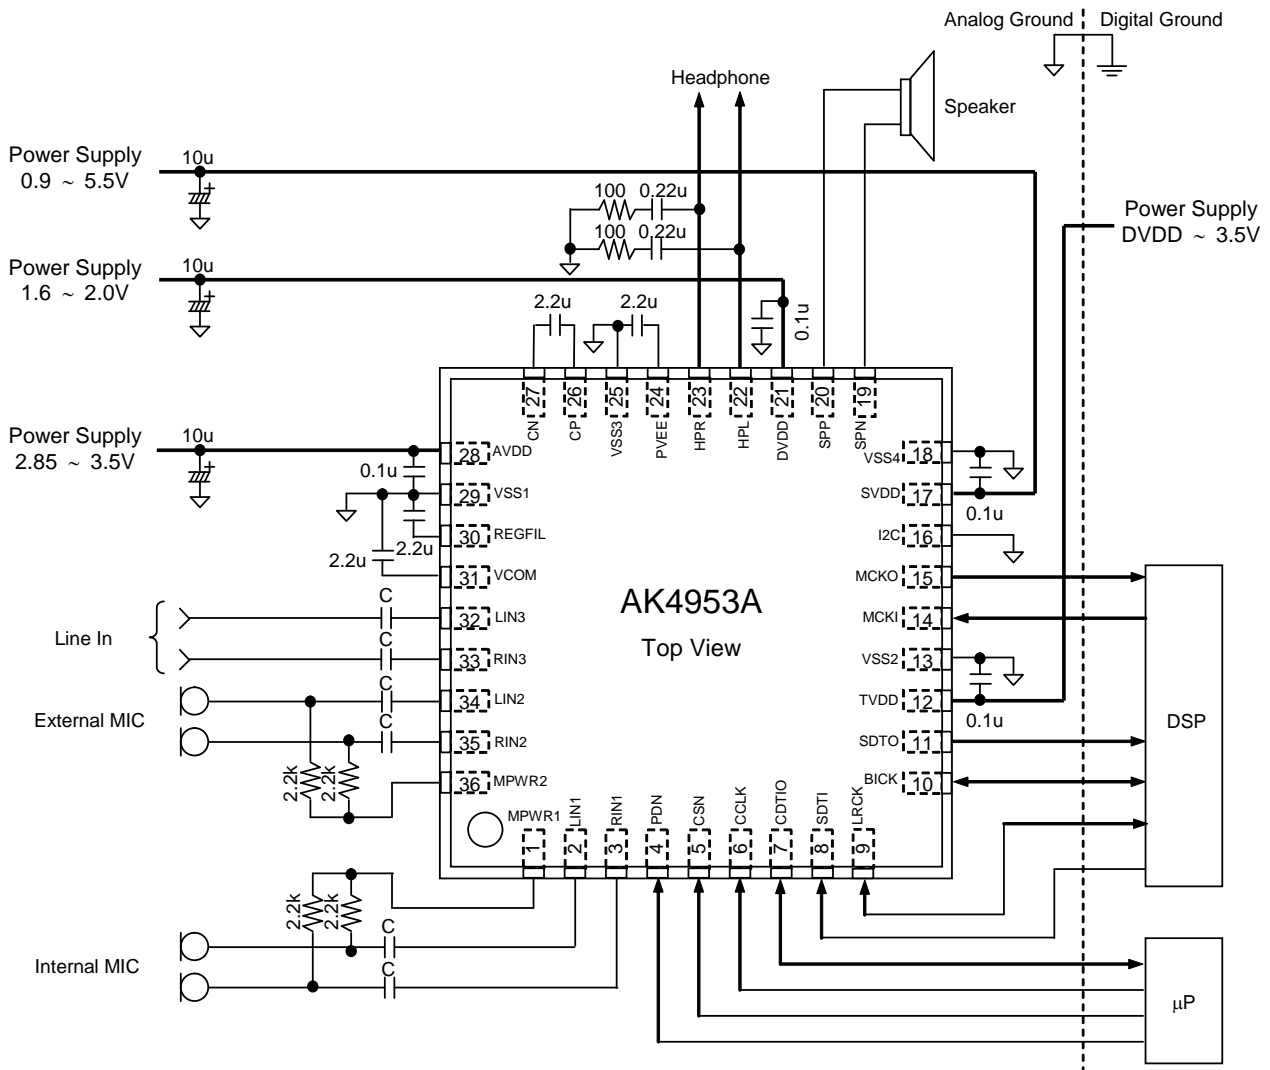 Analog Ground
Digital Ground
Headphone
Speaker
Power Supply
0.9 ~ 5.5V
10u
100
0.22u
100
0.22u
Power Supply
DVDD ~ 3.5V
Power Supply
1.6 ~ 2.0V
10u
2.2u
2.2u
0.1u
27
26
25
24
23
22
21
20
19
CN
CP
VSS3
PVEE
HPR
HPL
DVDD
SPP
SPN
Power Supply
2.85 ~ 3.5V
10u
28
AVDD
0.1u
29
VSS1
30
REGFIL
2.2u
2.2u
31
VCOM
VSS4
18
SVDD
17
0.1u
I2C
16
MCKO
15
MCKI
14
VSS2
13
TVDD
12
0.1u
SDTO
11
BICK
10
AK4953A
Top View
Line In
C
32
LIN3
C
33
RIN3
External MIC
C
34
LIN2
C
35
RIN2
2.2k
2.2k
36
MPWR2
DSP
MPWR1
LIN1
RIN1
PDN
CSN
CCLK
CDTIO
SDTI
LRCK
1
2
3
4
5
6
7
8
9
2.2k
2.2k
Internal MIC
C
C
µP